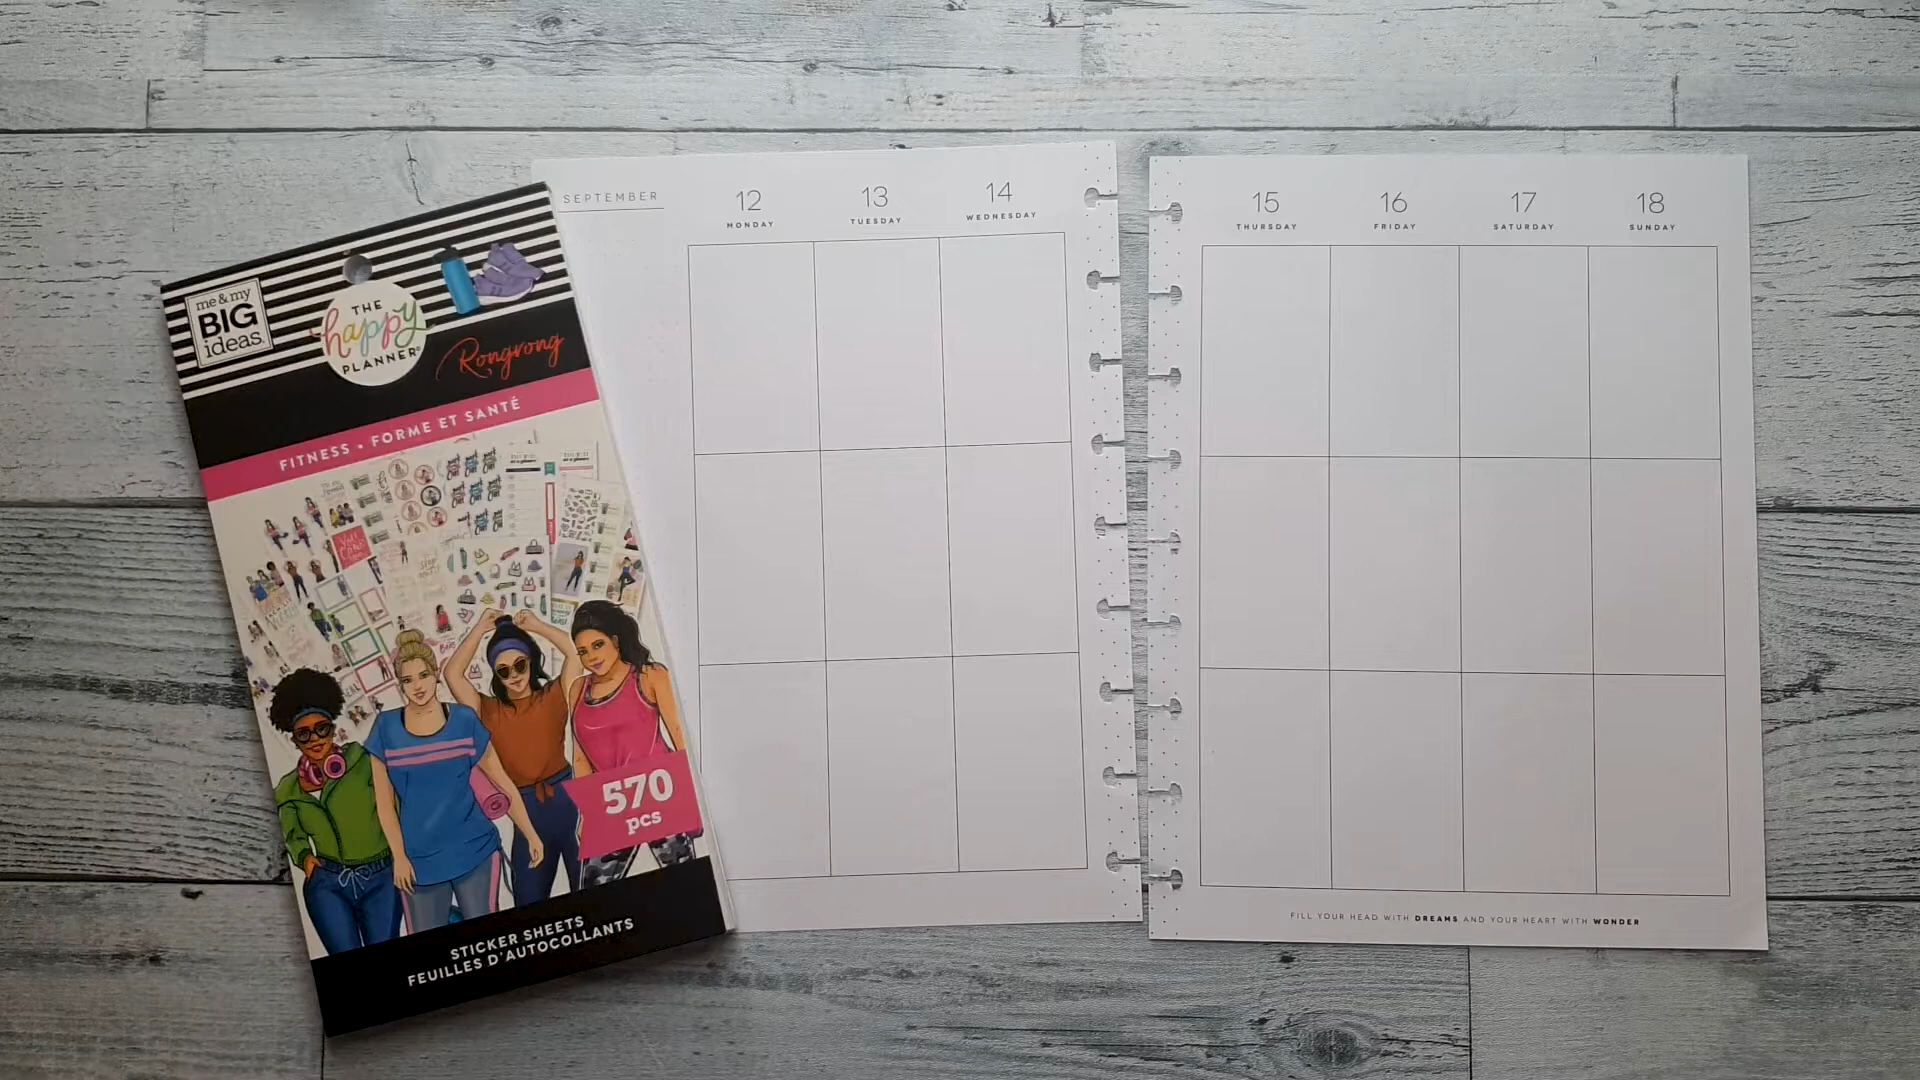 me & my
BIG
ideas.
THE
happy
PLANNER®
Rongrong
FITNESS • FORME ET SANTÉ
570
pcs
STICKER SHEETS
FEUILLES D'AUTOCOLLANTS
SEPTEMBER
12
MONDAY
13
TUESDAY
14
WEDNESDAY
15
THURSDAY
16
FRIDAY
17
SATURDAY
18
SUNDAY
FILL YOUR HEAD WITH DREAMS AND YOUR HEART WITH WONDER